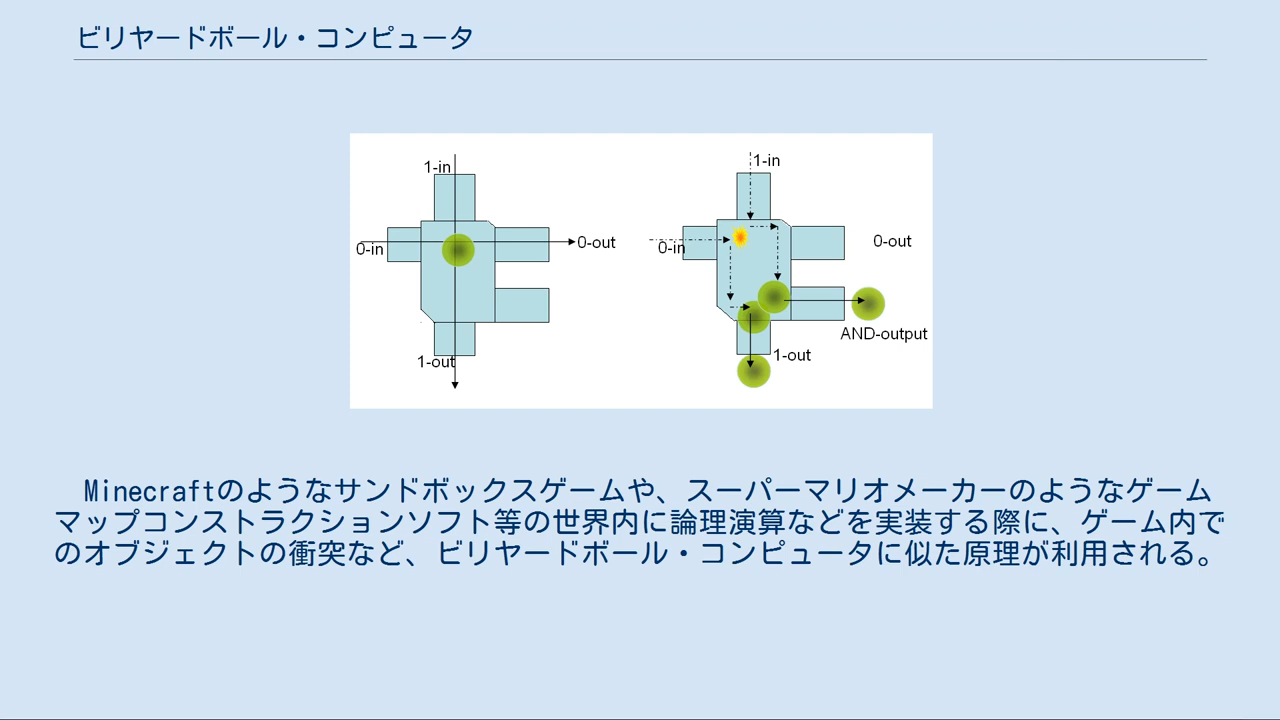 ビリヤードボール・コンピュータ
1-in
0-in
0-out
1-out
1-in
0-in
0-out
AND-output
1-out
Minecraftのようなサンドボックスゲームや、スーパーマリオメーカーのようなゲーム
マップコンストラクションソフト等の世界内に論理演算などを実装する際に、ゲーム内で
のオブジェクトの衝突など、ビリヤードボール・コンピュータに似た原理が利用される。